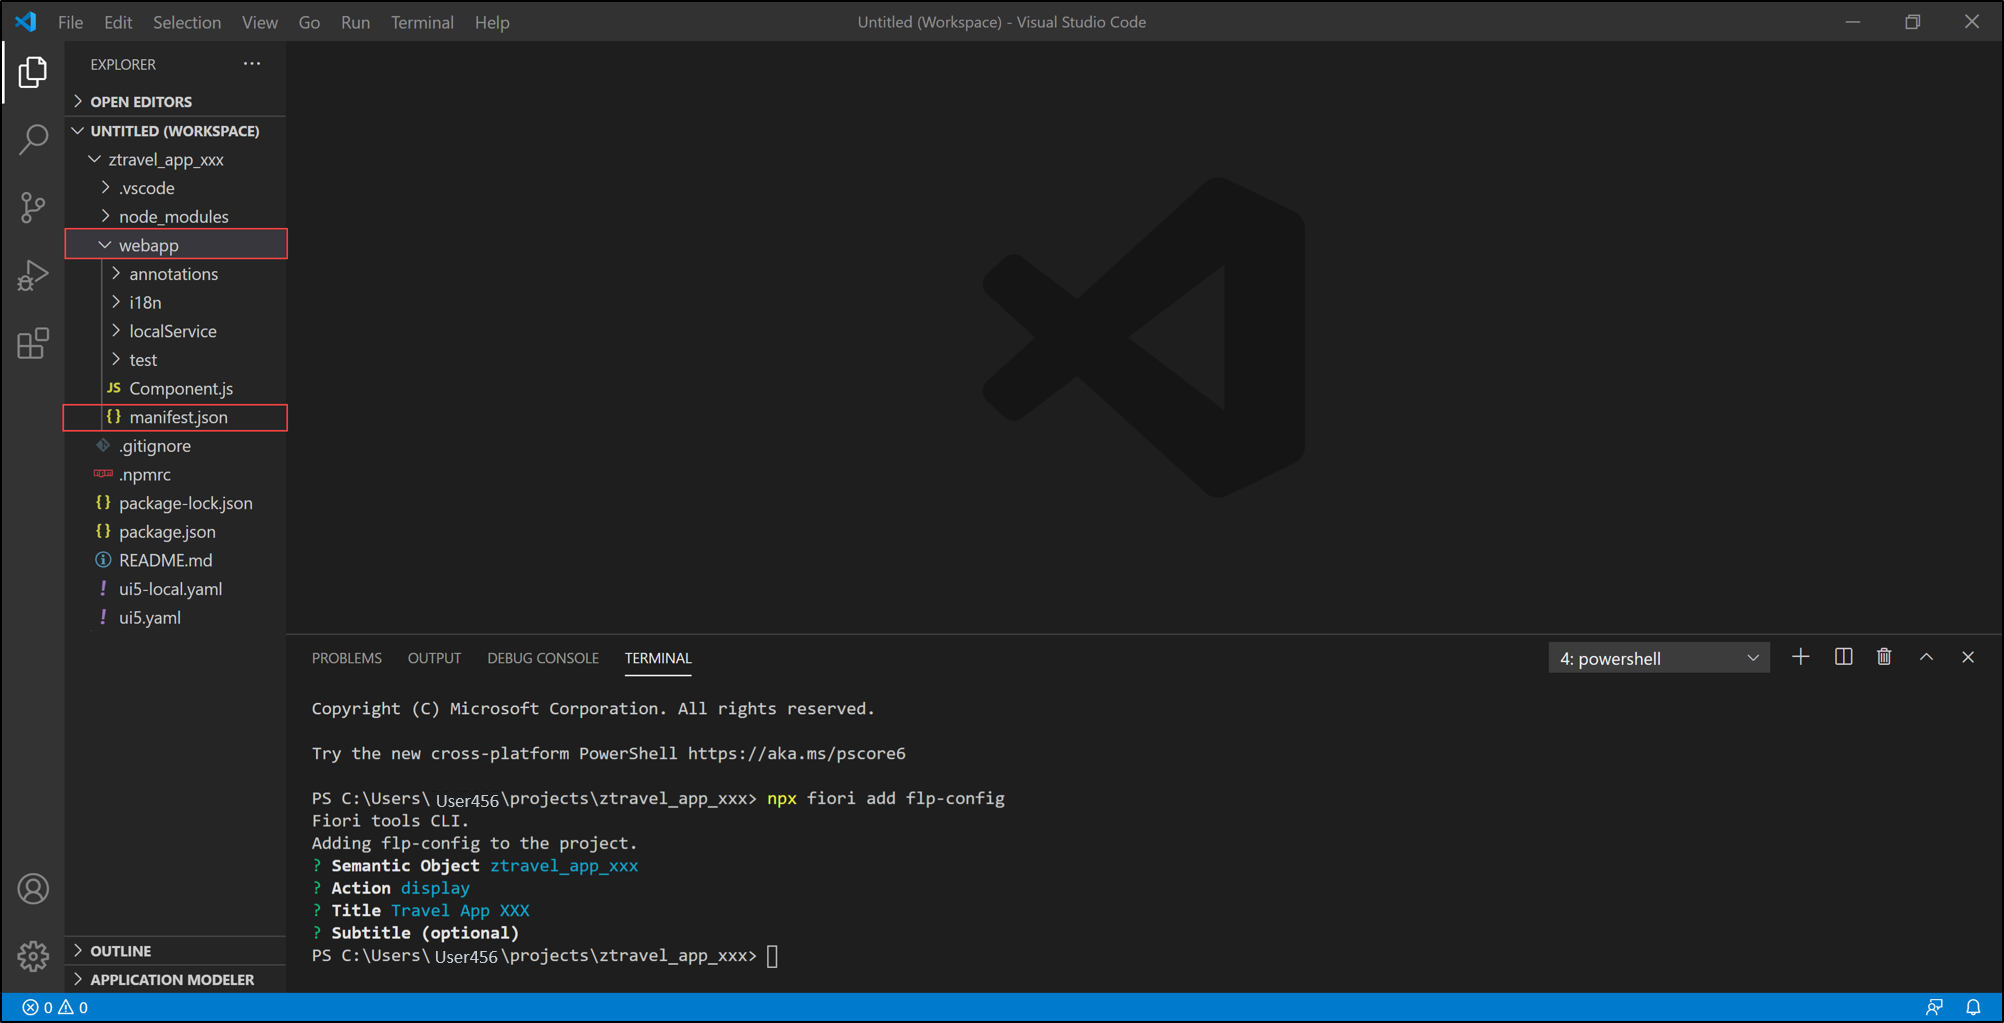 File Edit Selection View Go Run Terminal Help
Untitled (Workspace) - Visual Studio Code
EXPLORER
OPEN EDITORS
UNTITLED (WORKSPACE)
ztravel_app_xxx
.vscode
node_modules
webapp
annotations
i18n
localService
test
JS Component.js
{} manifest.json
.gitignore
.npmrc
{} package-lock.json
{} package.json
README.md
! ui5-local.yaml
! ui5.yaml
OUTLINE
APPLICATION MODELER
PROBLEMS OUTPUT DEBUG CONSOLE TERMINAL
4: powershell
Copyright (C) Microsoft Corporation. All rights reserved.
Try the new cross-platform PowerShell https://aka.ms/pscore6
PS C:\Users\User456\projects\ztravel_app_xxx> npx fiori add flp-config
Fiori tools CLI.
Adding flp-config to the project.
? Semantic Object ztravel_app_xxx
? Action display
? Title Travel App XXX
? Subtitle (optional)
PS C:\Users\User456\projects\ztravel_app_xxx>
0 0